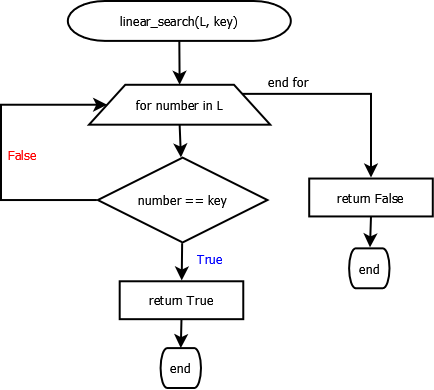 linear_search(L, key)
end for
for number in L
False
number == key
return False
True
end
return True
end